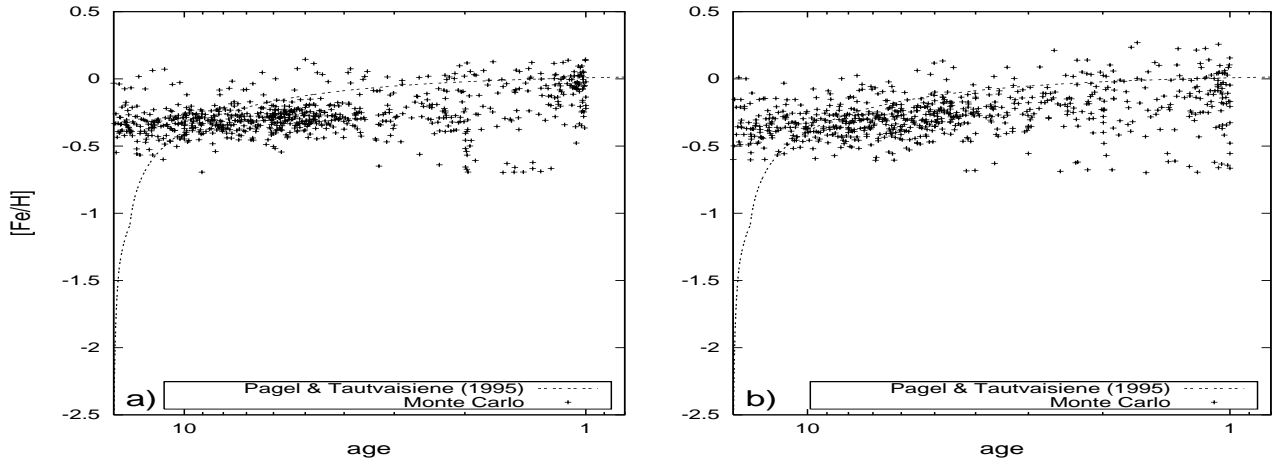 0.5
0
-0.5
-1
-1.5
-2
-2.5
[Fe/H]
a)
Pagel & Tautvaisiene (1995)
Monte Carlo
10
1
age
0.5
0
-0.5
-1
-1.5
-2
-2.5
b)
Pagel & Tautvaisiene (1995)
Monte Carlo
10
1
age